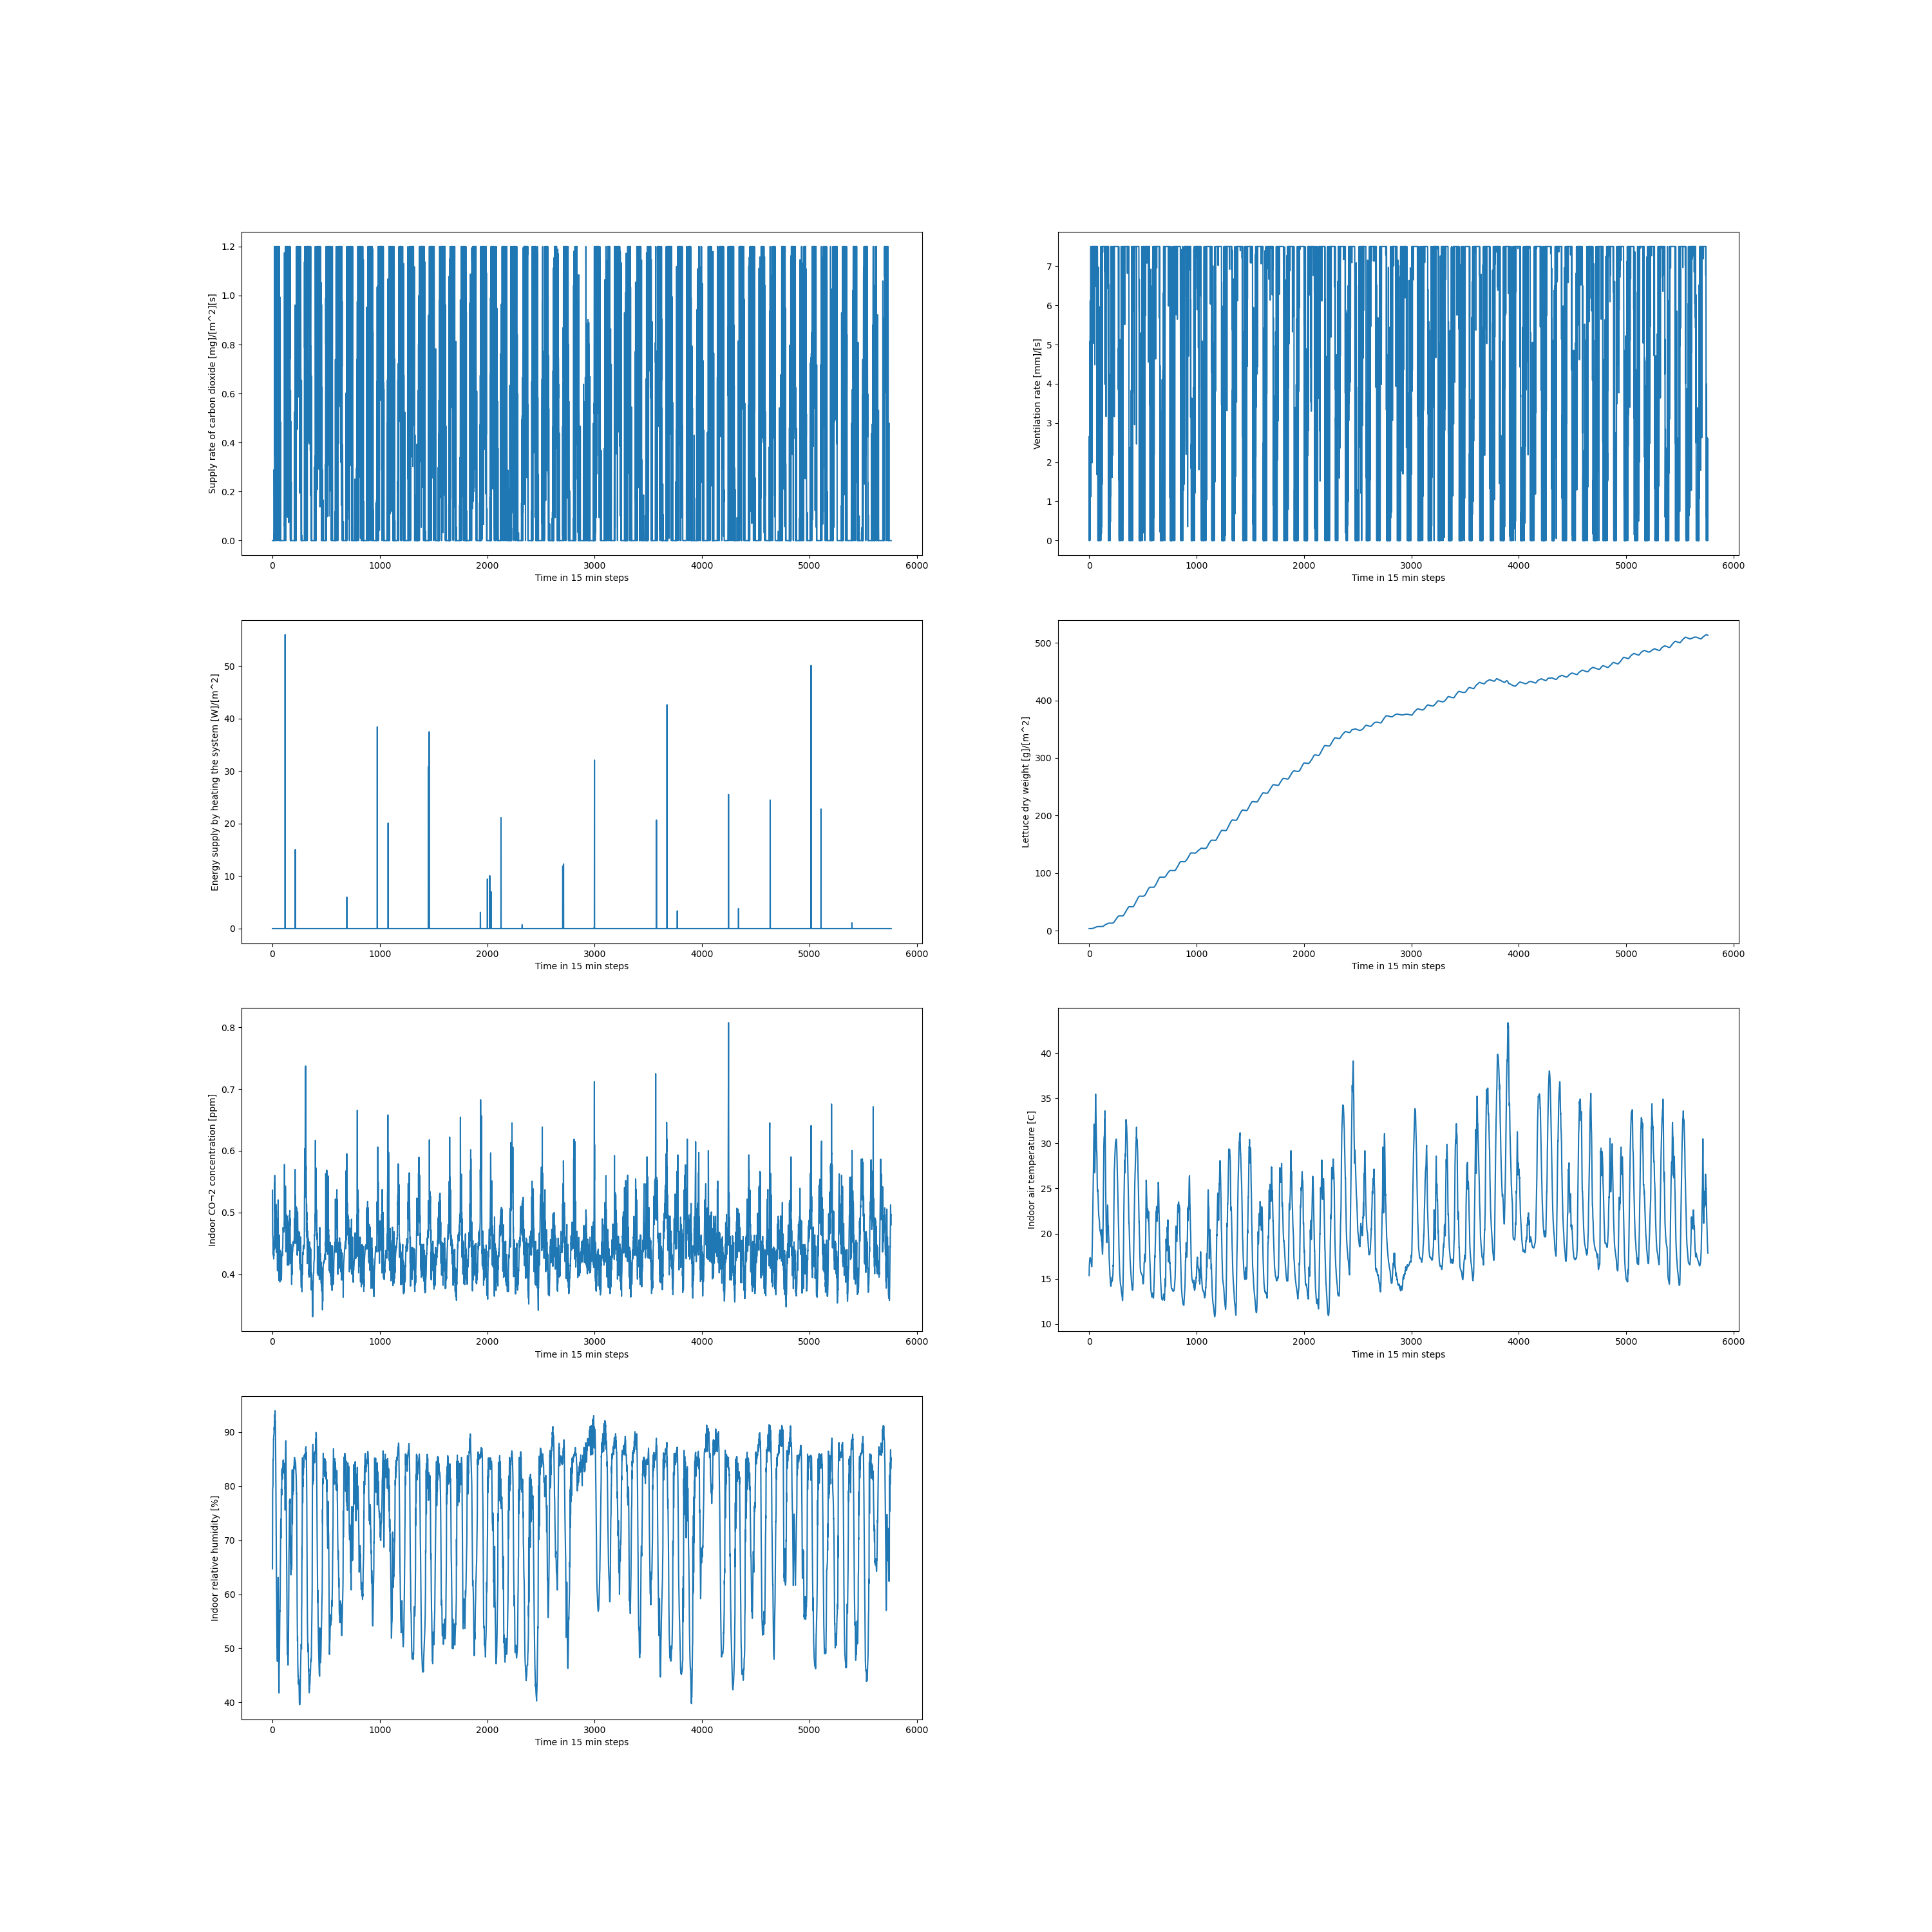 Supply rate of carbon dioxide [mg]/[m^2][s]
1.2
1.0
0.8
0.6
0.4
0.2
0.0
0 1000 2000 3000 4000 5000 6000
Time in 15 min steps
Ventilation rate [mm]/[s]
7
6
5
4
3
2
1
0
0 1000 2000 3000 4000 5000 6000
Time in 15 min steps
Energy supply by heating the system [W]/[m^2]
50
40
30
20
10
0
0 1000 2000 3000 4000 5000 6000
Time in 15 min steps
Lettuce dry weight [g]/[m^2]
500
400
300
200
100
0
0 1000 2000 3000 4000 5000 6000
Time in 15 min steps
Indoor CO¬2 concentration [ppm]
0.8
0.7
0.6
0.5
0.4
0 1000 2000 3000 4000 5000 6000
Time in 15 min steps
Indoor air temperature [C]
40
35
30
25
20
15
10
0 1000 2000 3000 4000 5000 6000
Time in 15 min steps
Indoor relative humidity [%]
90
80
70
60
50
40
0 1000 2000 3000 4000 5000 6000
Time in 15 min steps